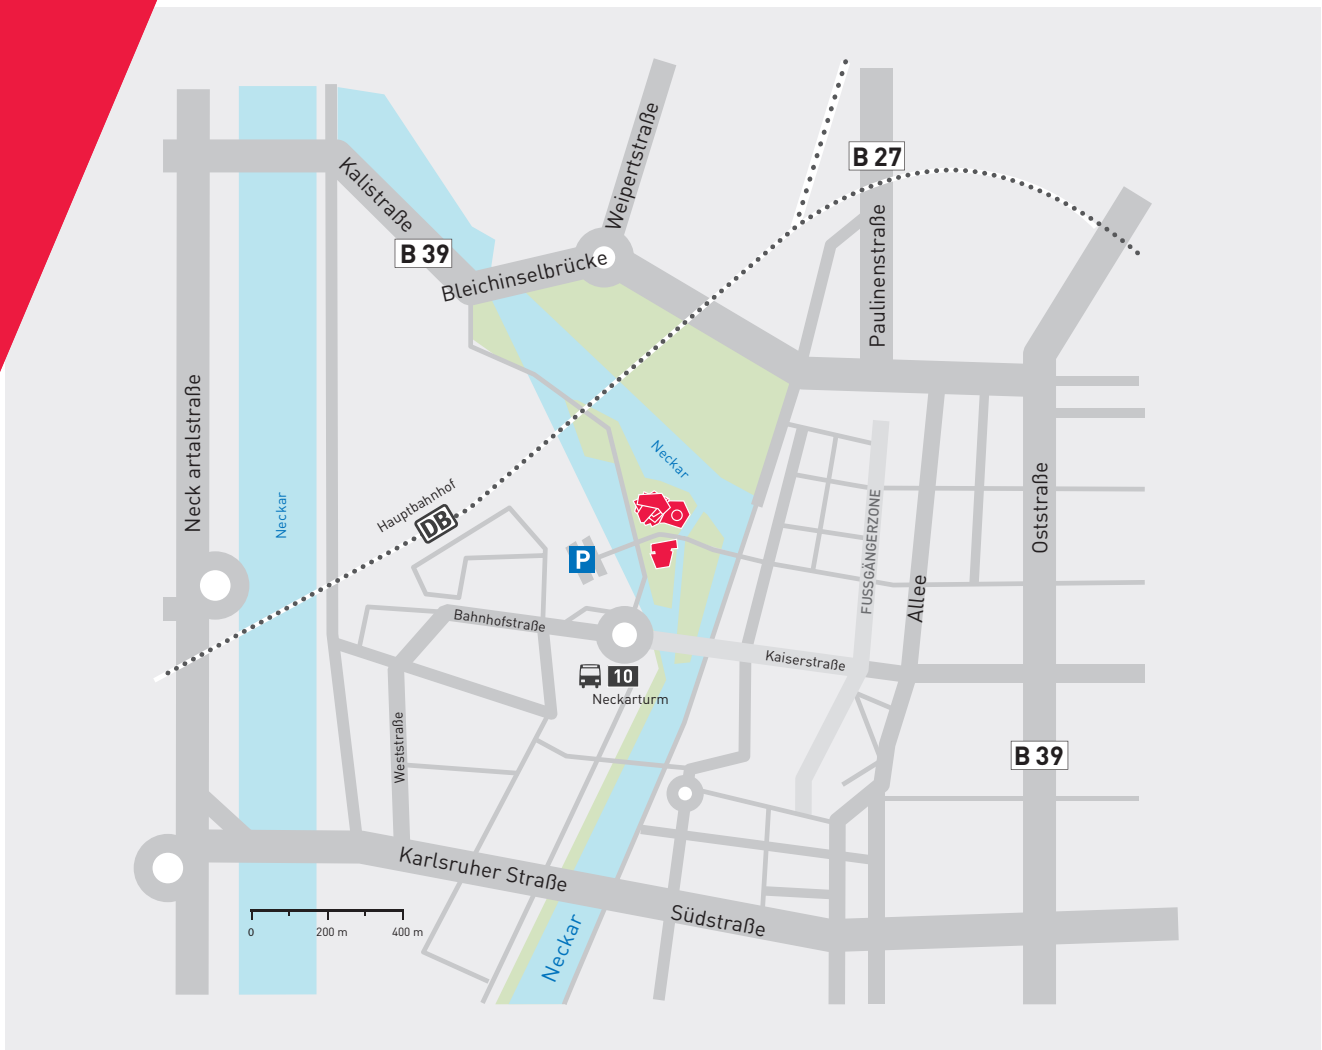 Weipertstraße
B 27
Kalistraße
B 39
Bleichinselbrücke
Paulinenstraße
Neck artalstraße
Neckar
Neckar
Hauptbahnhof
DB
P
FUSSGÄNGERZONE
Oststraße
Allee
Bahnhofstraße
Kaiserstraße
10
Neckarturm
Weststraße
B 39
Karlsruher Straße
Südstraße
Neckar
0 200 m 400 m